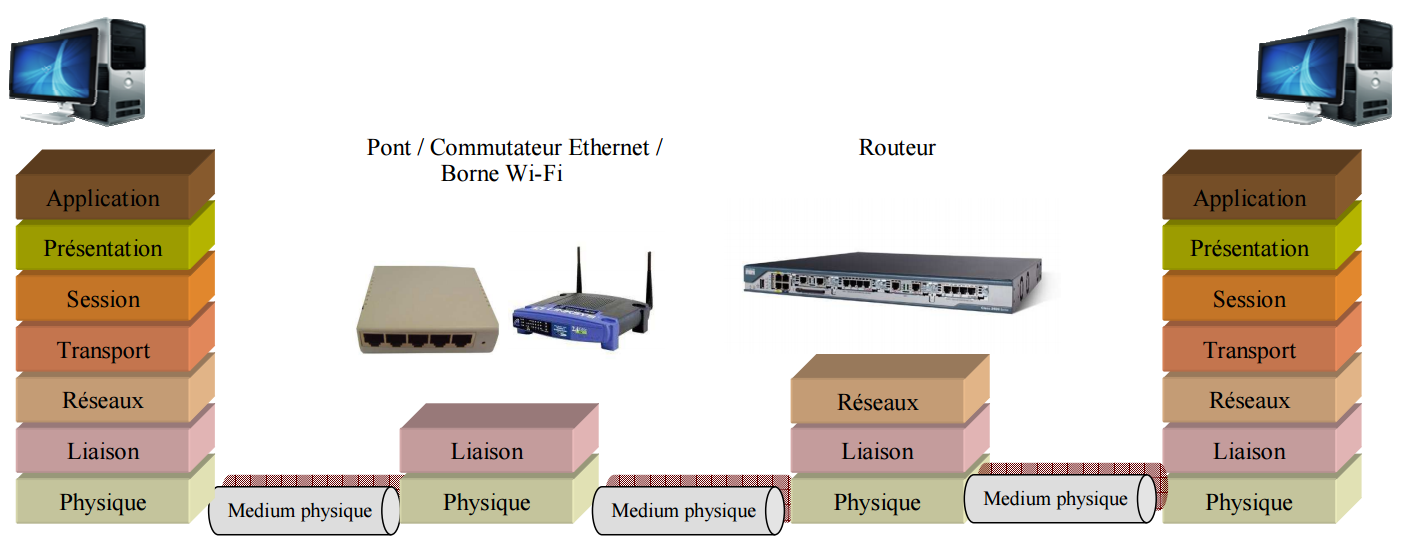 Pont / Commutateur Ethernet /
Borne Wi-Fi
Routeur
Application
Présentation
Session
Transport
Réseaux
Liaison
Physique
Medium physique
Liaison
Physique
Medium physique
Réseaux
Liaison
Physique
Medium physique
Application
Présentation
Session
Transport
Réseaux
Liaison
Physique